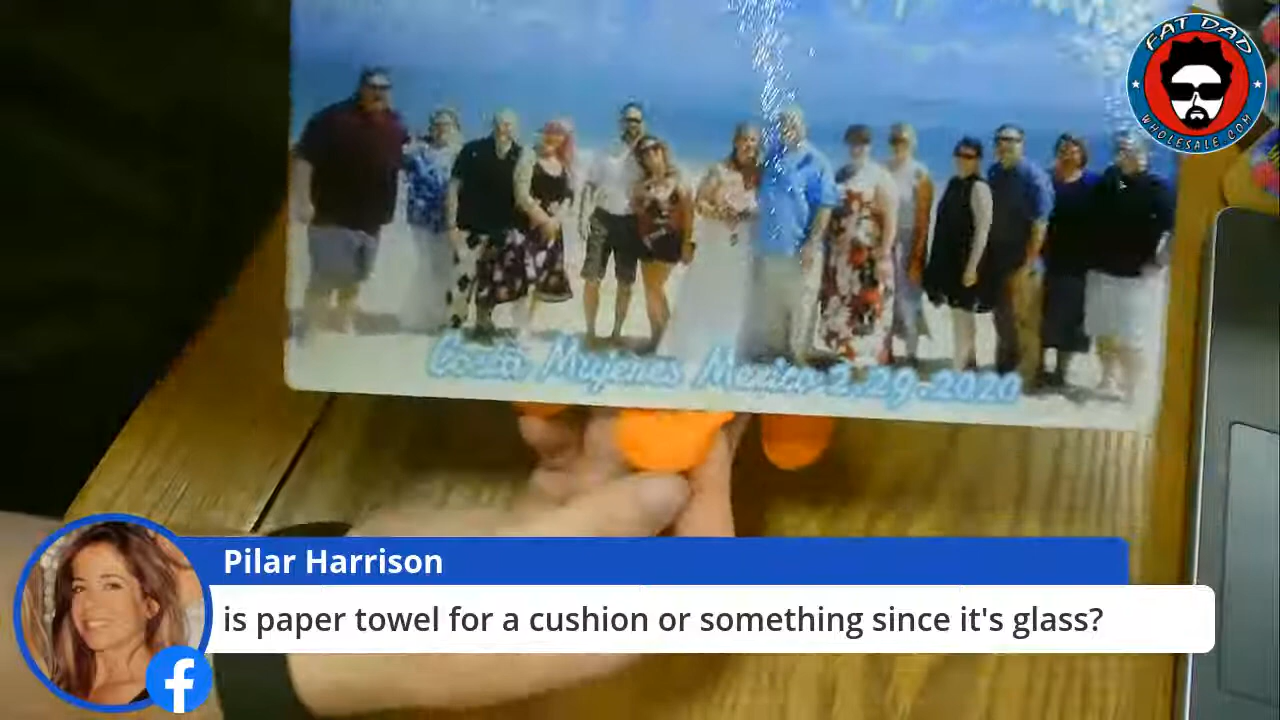 FAT DAD
WHOLESALE.COM
Costa Mujeres Mexico 2.29.2020
Pilar Harrison
is paper towel for a cushion or something since it's glass?